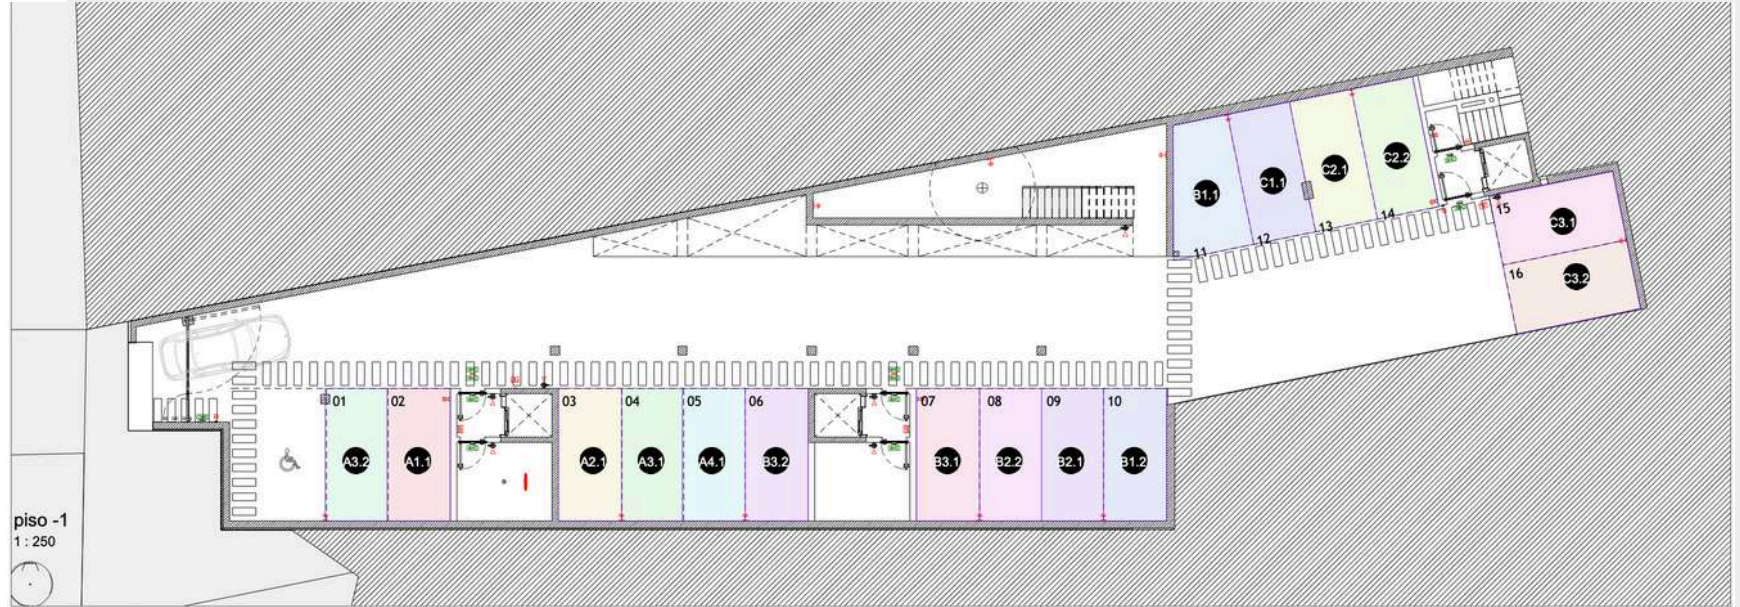 B1.1
C1.1
C2.1
C2.2
11
12
13
14
15
C3.1
16
C3.2
01
02
03
04
05
06
07
08
09
10
A3.2
A1.1
A2.1
A3.1
A4.1
B3.2
B3.1
B2.2
B2.1
B1.2
piso -1
1 : 250